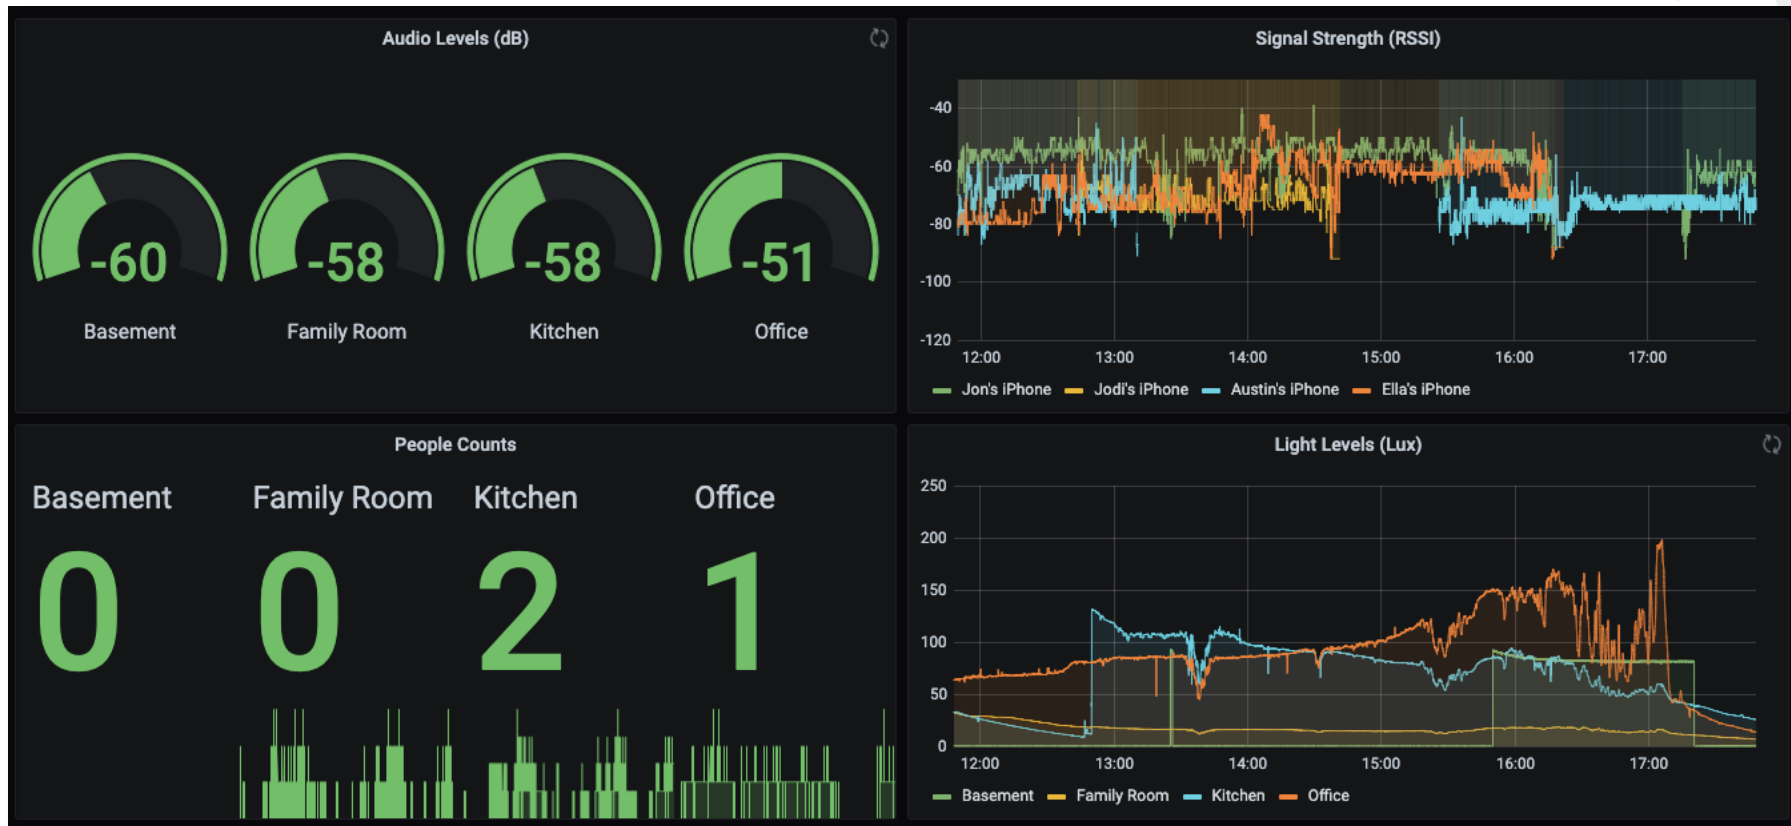 Audio Levels (dB)
-60
-58
-58
-51
Basement
Family Room
Kitchen
Office
Signal Strength (RSSI)
-40
-60
-80
-100
-120
12:00 13:00 14:00 15:00 16:00 17:00
Jon's iPhone Jodi's iPhone Austin's iPhone Ella's iPhone
People Counts
Basement Family Room Kitchen Office
0 0 2 1
Light Levels (Lux)
250
200
150
100
50
0
12:00 13:00 14:00 15:00 16:00 17:00
Basement Family Room Kitchen Office